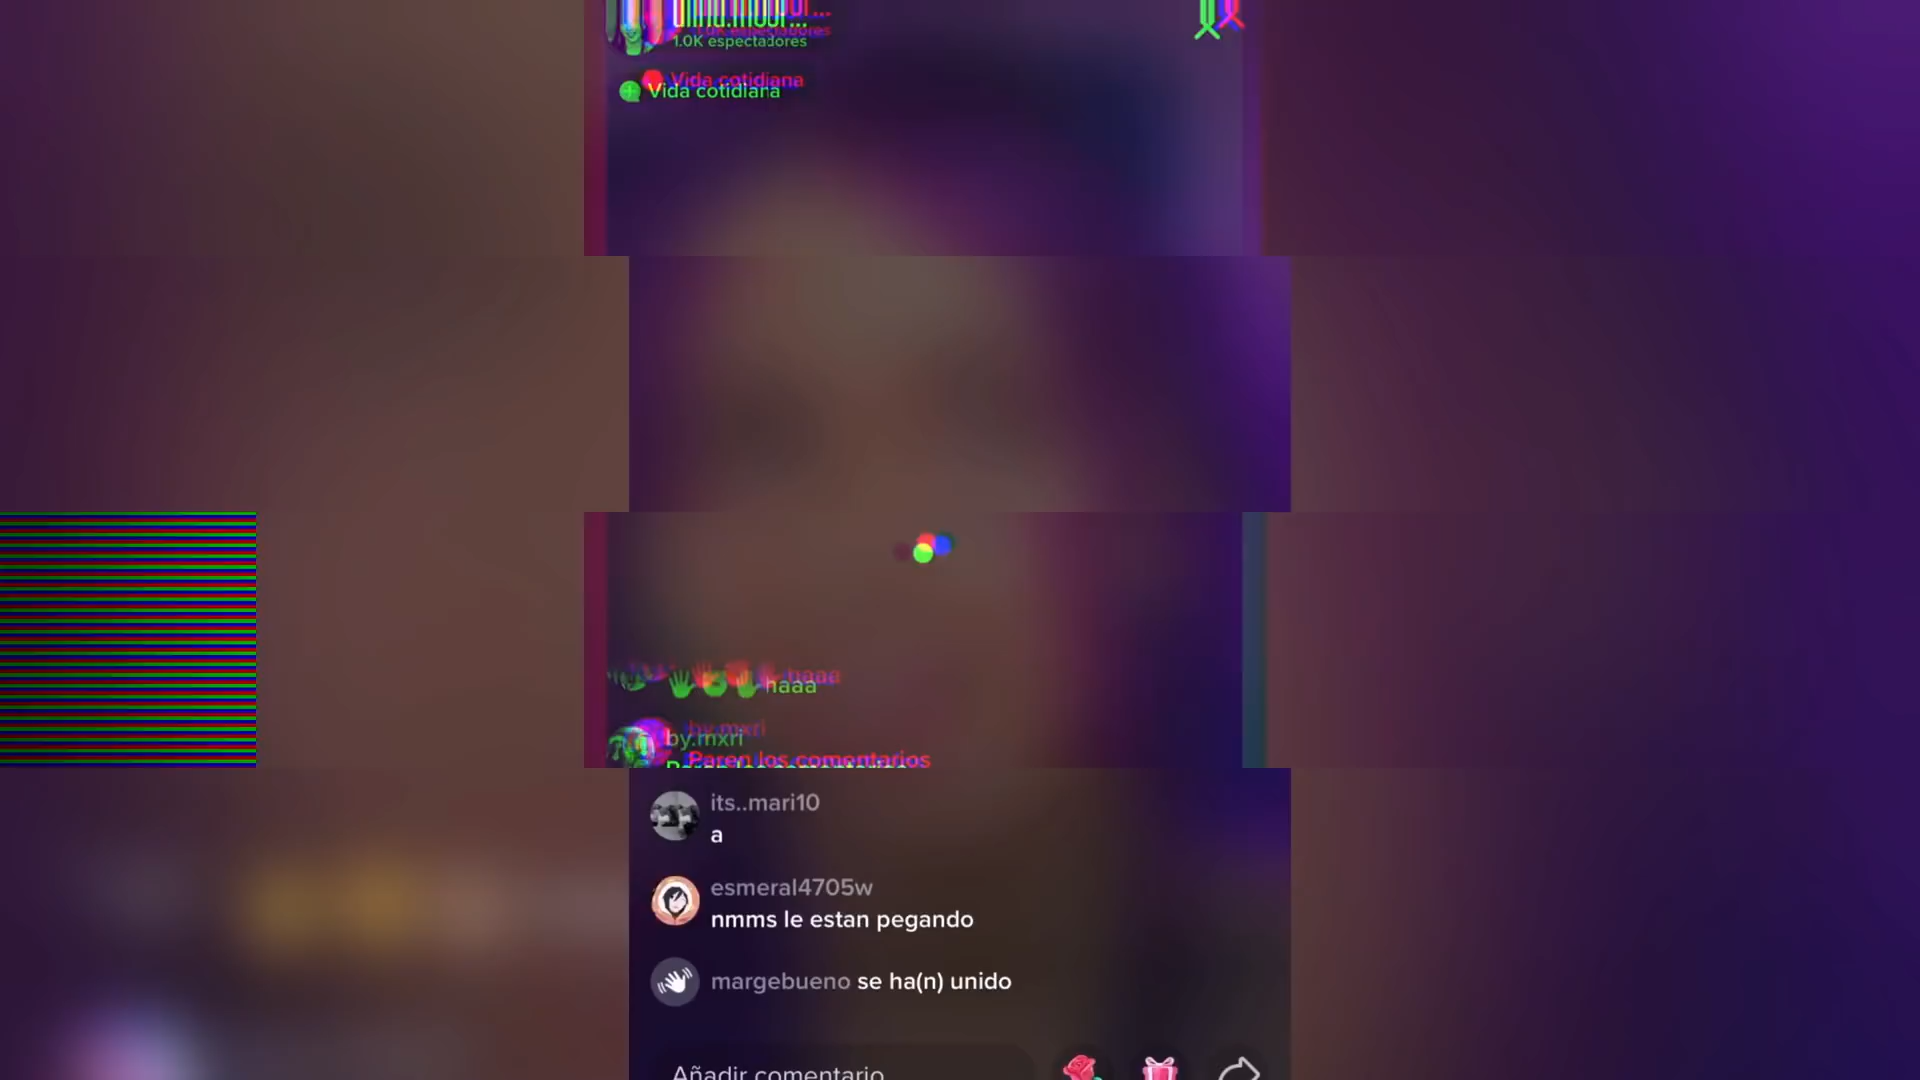 1.0K espectadores
Vida cotidiana
haaa
by.mxri
Paren los comentarios
its..mari10
a
esmeral4705w
nmms le estan pegando
margebueno se ha(n) unido
Añadir comentario